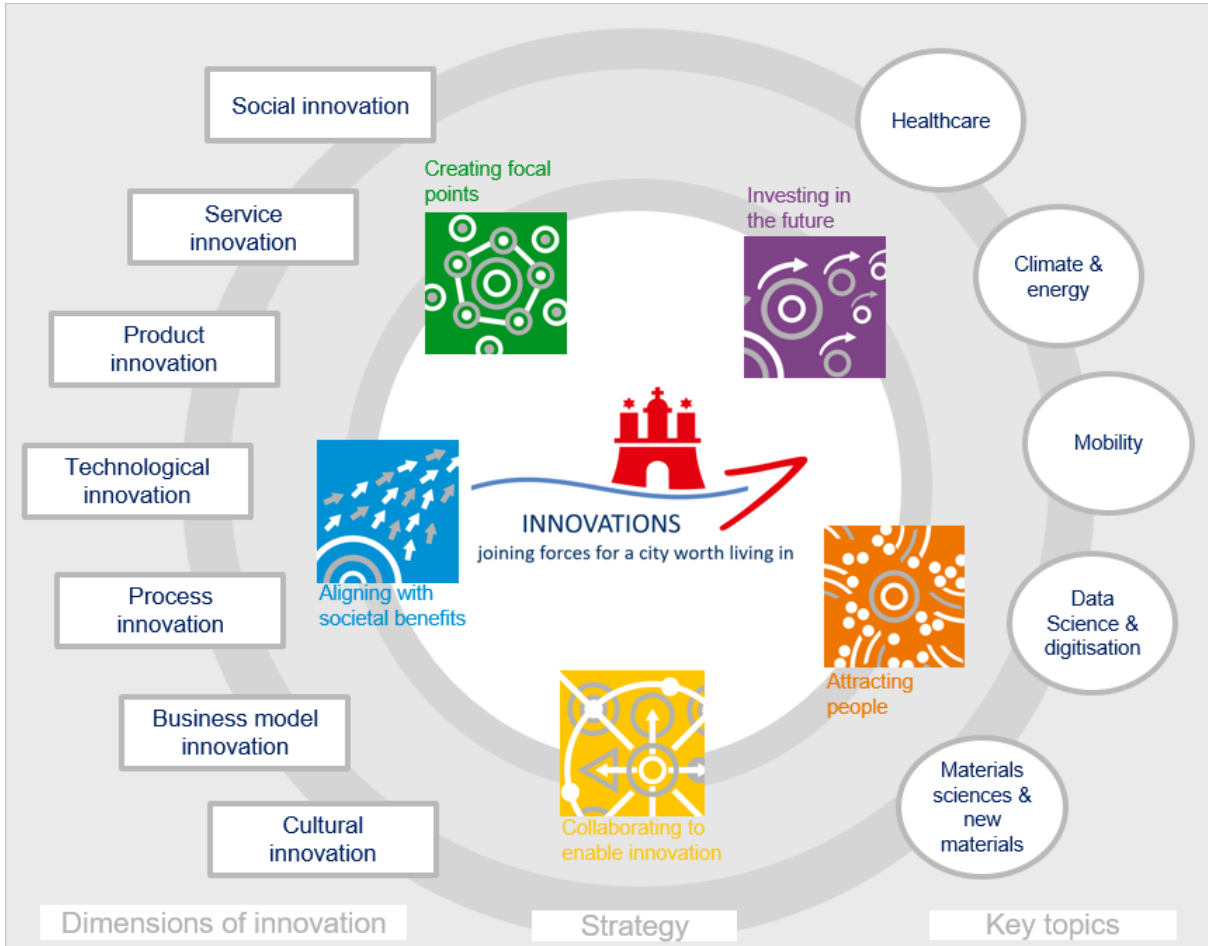 Social innovation
Service
innovation
Product
innovation
Technological
innovation
Process
innovation
Business model
innovation
Cultural
innovation
Dimensions of innovation
Creating focal
points
Investing in
the future
INNOVATIONS
joining forces for a city worth living in
Aligning with
societal benefits
Attracting
people
Collaborating to
enable innovation
Strategy
Healthcare
Climate &
energy
Mobility
Data
Science &
digitisation
Materials
sciences &
new
materials
Key topics